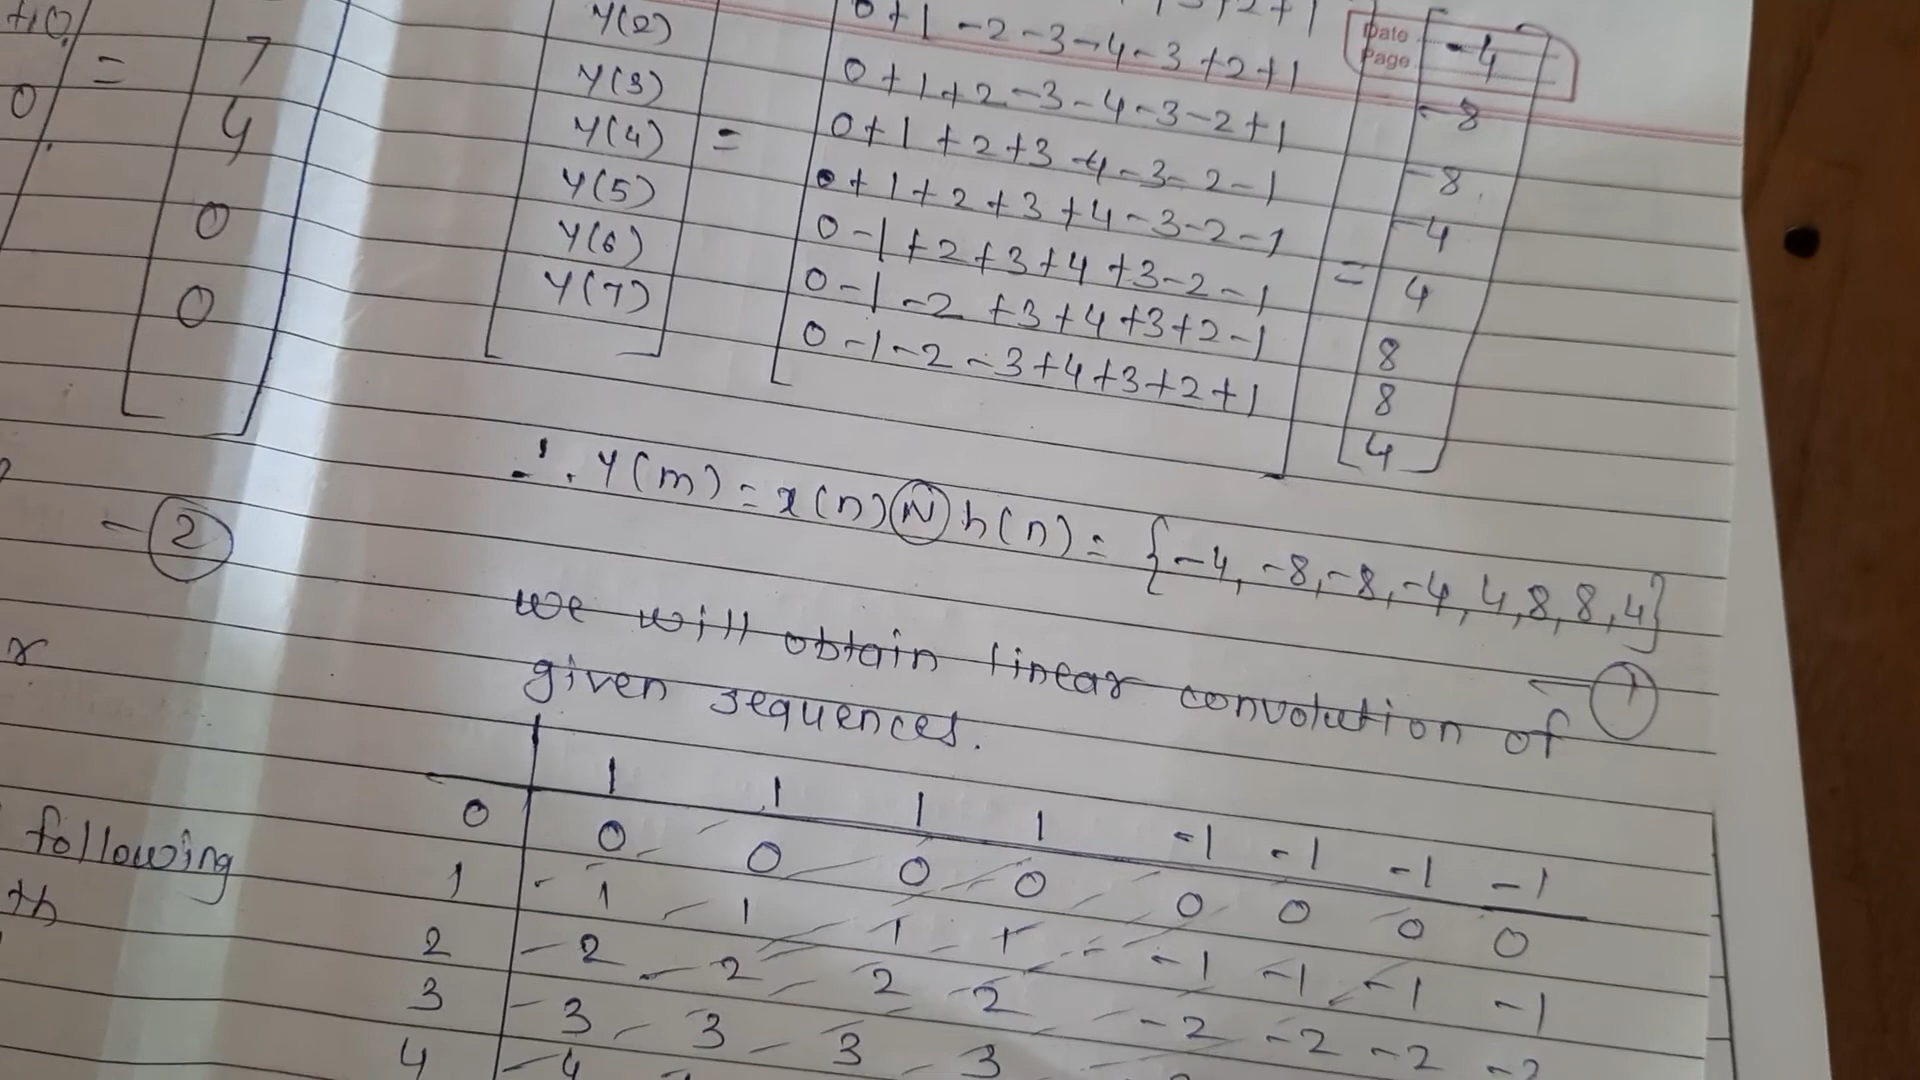 +0
0
=
7
4
0
0
- 2
r
following
th
+2+1
Date
Page
Y(2)
Y(3)
Y(4)
Y(5)
Y(6)
Y(7)
=
0+1-2-3-4-3+2+1
0+1+2-3-4-3-2+1
0+1+2+3-4-3-2-1
0+1+2+3+4-3-2-1
0-1+2+3+4+3-2-1
0-1-2+3+4+3+2-1
0-1-2-3+4+3+2+1
=
-4
-8
-8
-4
4
8
8
4
∴ Y(m) = x(n) Ⓝ h(n) = {-4, -8, -8, -4, 4, 8, 8, 4}
- 1
we will obtain linear convolution of
given sequences.
1 1 1 1 -1 -1 -1 -1
0 0 0 0 0 0 0 0 0
1 1 1 1 1 -1 -1 -1 -1
2 2 2 2 2 -2 -2 -2 -2
3 3 3 3 3
4 4